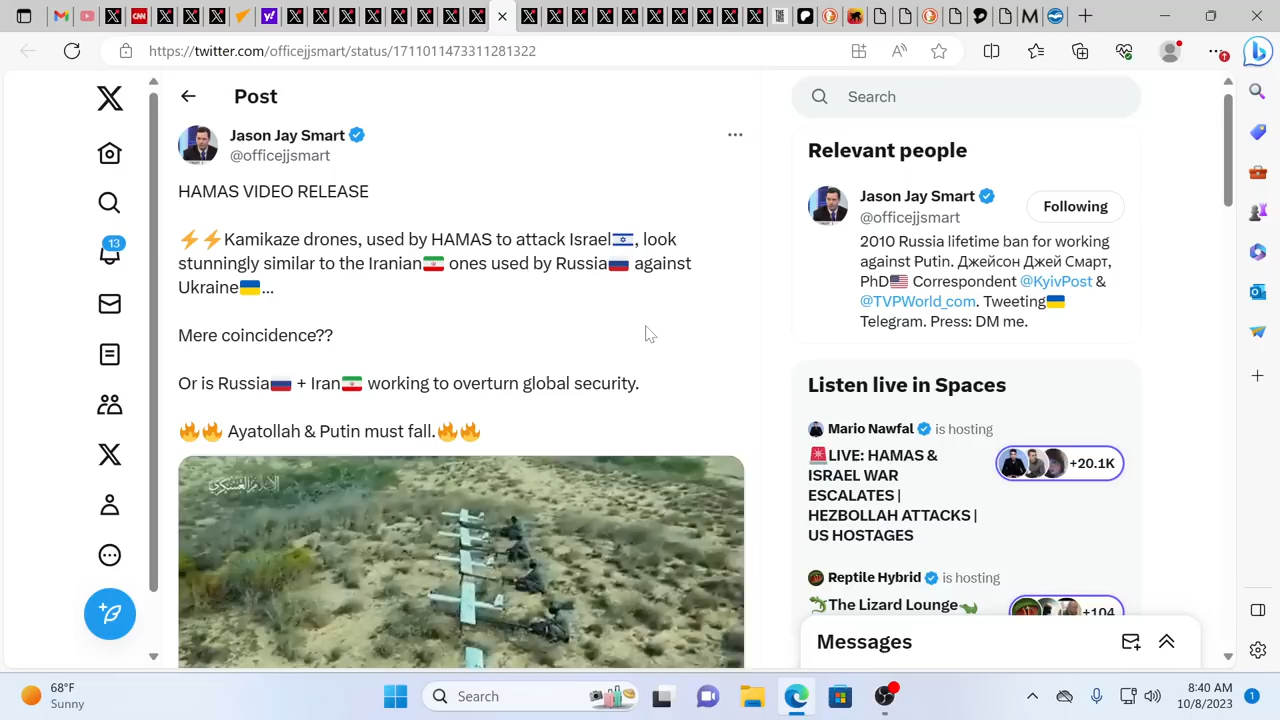 https://twitter.com/officejjsmart/status/1711011473311281322
Post
Jason Jay Smart
@officejjsmart
HAMAS VIDEO RELEASE
⚡⚡Kamikaze drones, used by HAMAS to attack Israel🇮🇱, look
stunningly similar to the Iranian🇮🇷 ones used by Russia🇷🇺 against
Ukraine🇺🇦...
Mere coincidence??
Or is Russia🇷🇺 + Iran🇮🇷 working to overturn global security.
🔥🔥 Ayatollah & Putin must fall.🔥🔥
الإعلام العسكري
13
Search
Relevant people
Jason Jay Smart
@officejjsmart
Following
2010 Russia lifetime ban for working
against Putin. Джейсон Джей Смарт,
PhD🇺🇸 Correspondent @KyivPost &
@TVPWorld_com. Tweeting🇺🇦
Telegram. Press: DM me.
Listen live in Spaces
Mario Nawfal is hosting
🚨LIVE: HAMAS &
ISRAEL WAR
ESCALATES |
HEZBOLLAH ATTACKS |
US HOSTAGES
+20.1K
Reptile Hybrid is hosting
🦎The Lizard Lounge🦎
+104
Messages
68°F
Sunny
Search
8:40 AM
10/8/2023
1